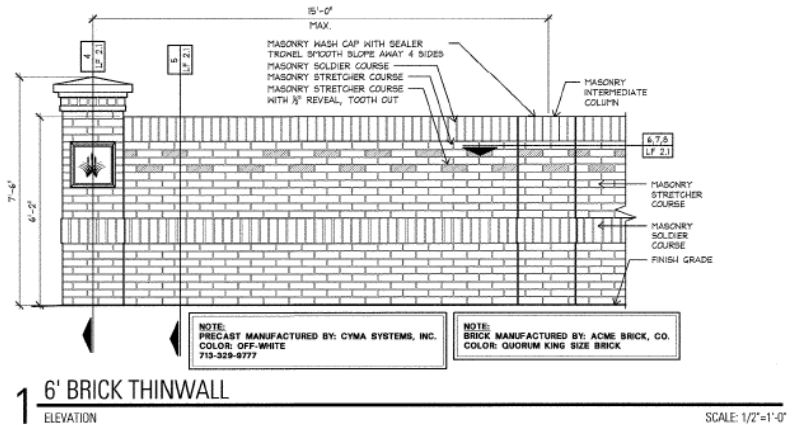 15'-0"
MAX.
4
LF 2.1
5
LF 2.1
MASONRY WASH CAP WITH SEALER
TROWEL SMOOTH SLOPE AWAY 4 SIDES
MASONRY SOLDIER COURSE
MASONRY STRETCHER COURSE
MASONRY STRETCHER COURSE
WITH ½" REVEAL, TOOTH OUT
MASONRY
INTERMEDIATE
COLUMN
6,7,8
LF 2.1
7'-6"
6'-2"
MASONRY
STRETCHER
COURSE
MASONRY
SOLDIER
COURSE
FINISH GRADE
NOTE:
PRECAST MANUFACTURED BY: CYMA SYSTEMS, INC.
COLOR: OFF-WHITE
713-329-9777
NOTE:
BRICK MANUFACTURED BY: ACME BRICK, CO.
COLOR: QUORUM KING SIZE BRICK
1
6' BRICK THINWALL
ELEVATION
SCALE: 1/2"=1'-0"